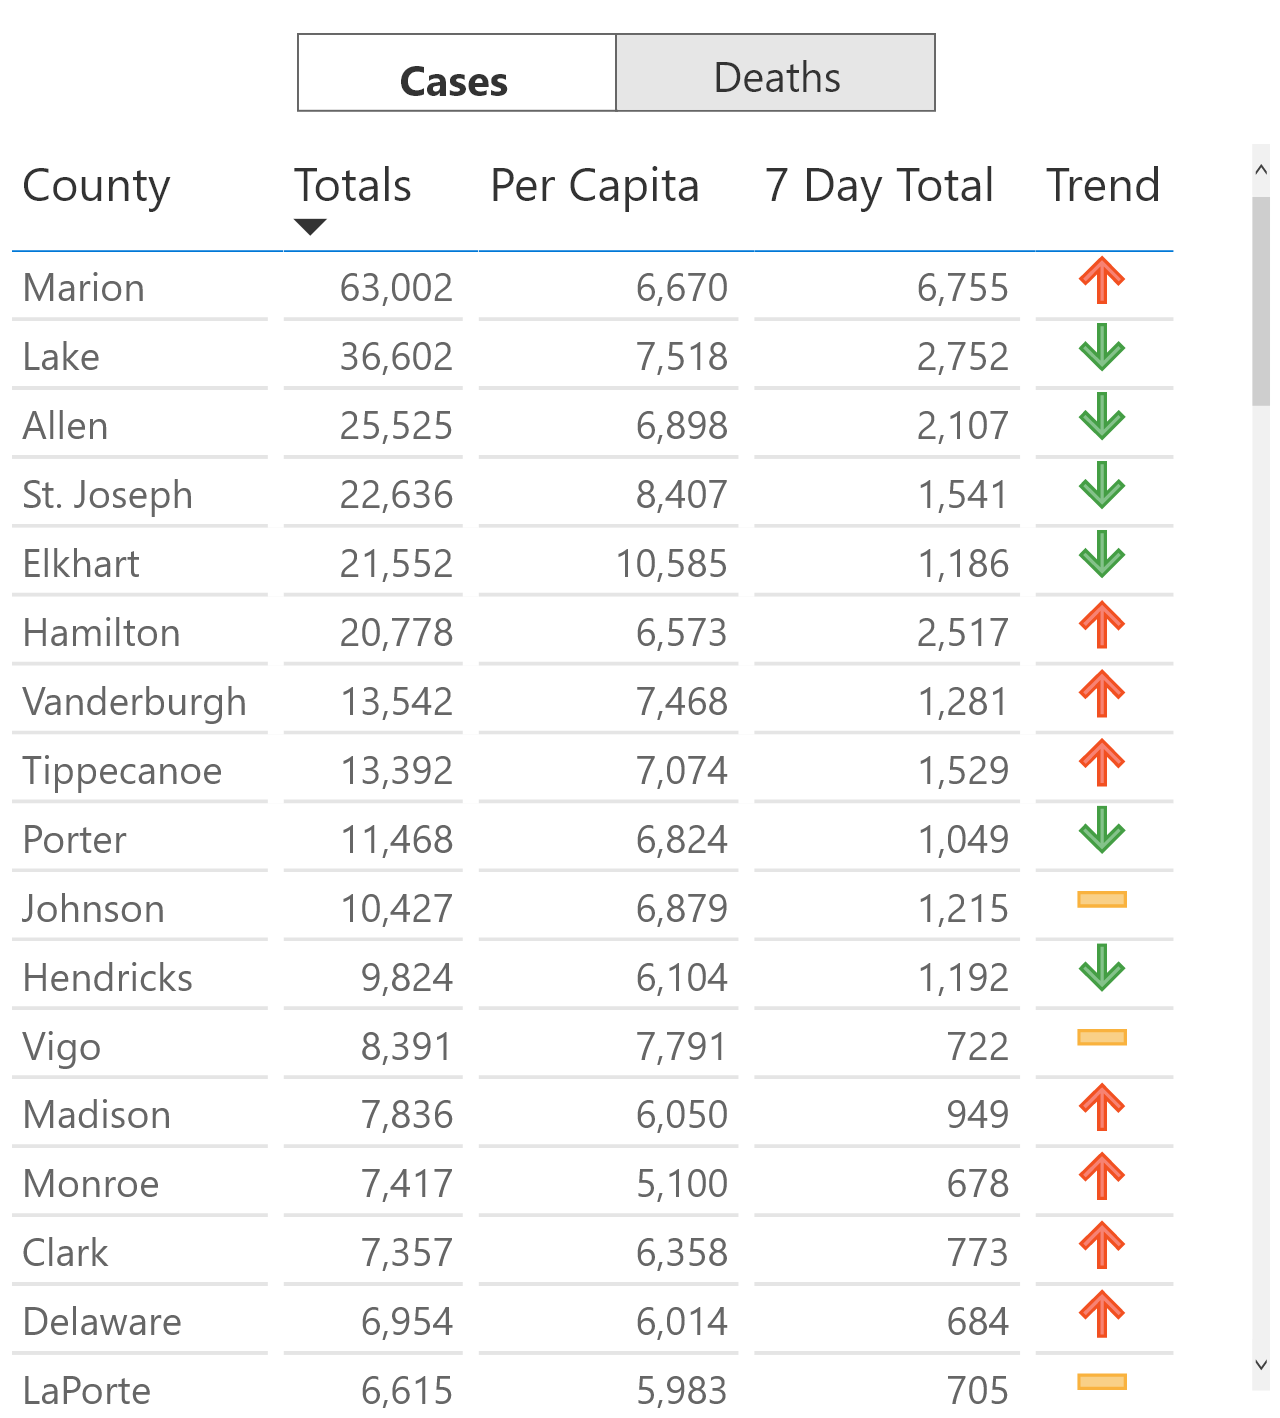 Cases Deaths
County Totals Per Capita 7 Day Total Trend
Marion 63,002 6,670 6,755
Lake 36,602 7,518 2,752
Allen 25,525 6,898 2,107
St. Joseph 22,636 8,407 1,541
Elkhart 21,552 10,585 1,186
Hamilton 20,778 6,573 2,517
Vanderburgh 13,542 7,468 1,281
Tippecanoe 13,392 7,074 1,529
Porter 11,468 6,824 1,049
Johnson 10,427 6,879 1,215
Hendricks 9,824 6,104 1,192
Vigo 8,391 7,791 722
Madison 7,836 6,050 949
Monroe 7,417 5,100 678
Clark 7,357 6,358 773
Delaware 6,954 6,014 684
LaPorte 6,615 5,983 705